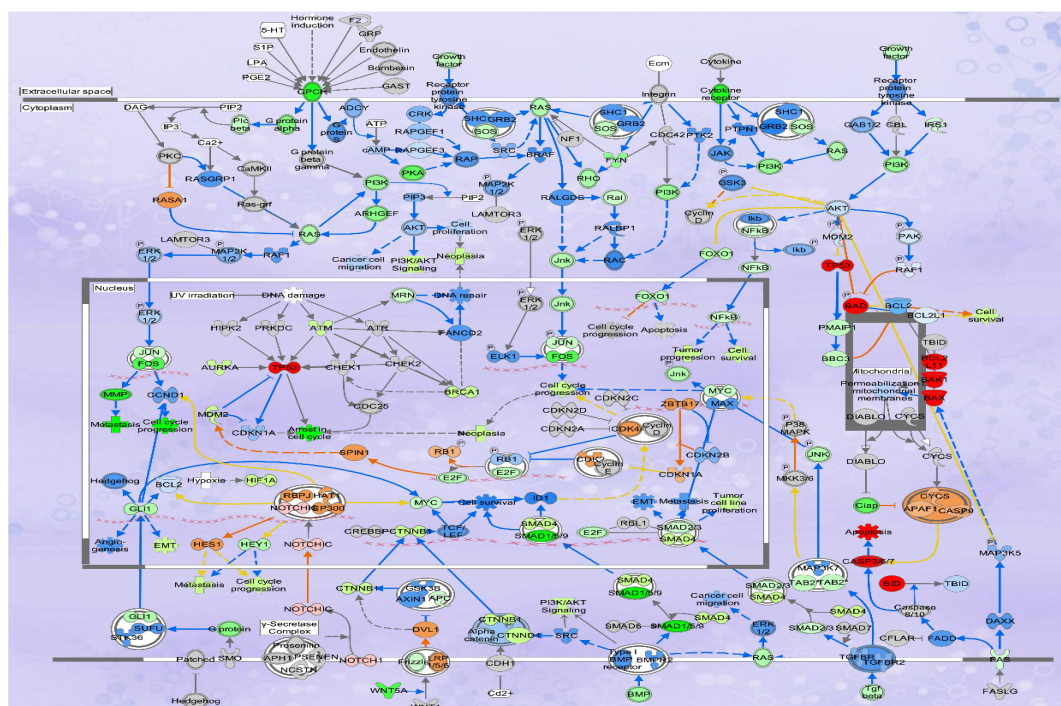 Hormone induction
F2
5-HT
GRP
S1P
Endothelin
LPA
Bombesin
PGE2
GAST
GPCR
Growth factor
Ecm
Cytokine
Growth factor
Extracellular space
Cytoplasm
Receptor protein tyrosine kinase
Integrin
Cytokine receptor
Receptor protein tyrosine kinase
DAG
PIP2
Plc beta
G protein alpha
G protein s
ADCY
ATP
cAMP
CRK
RAPGEF1
RAPGEF3
SHC
GRB2
SOS
RAS
SHC1
GRB2
SOS
CDC42
PTK2
PTPN11
SHC
GRB2
SOS
GAB1/2
CBL
IRS1
IP3
Ca2+
PKC
CaMKII
G protein beta gamma
PKA
RAP
SRC
BRAF
NF1
FYN
JAK
RAS
PI3K
PI3K
RASGRP1
RASA1
Ras-grf
PI3K
ARHGEF
PIP3
PIP2
MAP2K 1/2
LAMTOR3
RHO
RALGDS
Ral
PI3K
GSK3
Cyclin D
AKT
RAS
AKT
Cell proliferation
RALBP1
Ikb
NFkB
Ikb
MDM2
PAK
LAMTOR3
ERK 1/2
MAP2K 1/2
RAF1
Cancer cell migration
PI3K/AKT Signaling
Neoplasia
ERK 1/2
Jnk
RAC
FOXO1
NFkB
TP53
RAF1
BAD
BCL2
BCL2L1
Cell survival
Nucleus
UV irradiation
DNA damage
MRN
DNA repair
ERK 1/2
Jnk
FOXO1
NFkB
PMAIP1
BBC3
ERK 1/2
HIPK2
PRKDC
ATM
ATR
FANCD2
ELK1
JUN
FOS
Cell cycle progression
Apoptosis
Tumor progression
Cell survival
TBID
BCL2 L11
BAK1
BAX
Mitochondria
Permeabilization mitochondrial membranes
JUN
FOS
AURKA
TP53
CHEK1
CHEK2
BRCA1
CDC25
Jnk
MMP
CCND1
MDM2
CDKN1A
Metastasis
Cell cycle progression
Arrest in cell cycle
Neoplasia
Cell cycle progression
CDKN2D
CDKN2C
CDKN2A
CDK4/6
Cyclin D
ZBTB17
MYC
MAX
CDKN2B
CDKN1A
DIABLO
CYCS
P38 MAPK
JNK
MKK3/6
DIABLO
CYCS
SPIN1
RB1
E2F
RB1
E2F
CDK2
Cyclin E
Hedgehog
BCL2
Hypoxie
HIF1A
RBPJ
HAT1
NOTCHIC
EP300
MYC
Cell survival
ID1
EMT
Metastasis
Tumor cell line proliferation
Ciap
CYCS
APAF1
CASP9
GLI1
Angiogenesis
EMT
HES1
HEY1
NOTCHIC
CREBBP
CTNNB1
TCF/LEF
SMAD4
SMAD1/5/9
E2F
RBL1
SMAD2/3
SMAD4
Apoptosis
CASP3/6/7
MAP3K5
Metastasis
Cell cycle progression
GLI1
SUFU
STK36
G protein
NOTCHIC
CTNNB1
GSK3B
AXIN1
APC
PI3K/AKT Signaling
SMAD4
SMAD1/5/9
Cancer cell migration
SMAD2/3
SMAD4
MAP3K7
BID
TBID
Caspase 8/10
γ-Secretase Complex
Presenilin
APH1
PSENEN
NCSTN
DVL1
CTNNB1
Alpha catenin
CTNND1
SRC
SMAD6
SMAD1/5/9
SMAD4
ERK 1/2
SMAD2/3
SMAD4
SMAD7
CFLAR
FADD
DAXX
Patched
SMO
NOTCH1
CDH1
Type I BMP receptor
BMPR2
RAS
TGFBR2
FAS
Hedgehog
WNT5A
Cd2+
BMP
Tgf beta
FASLG